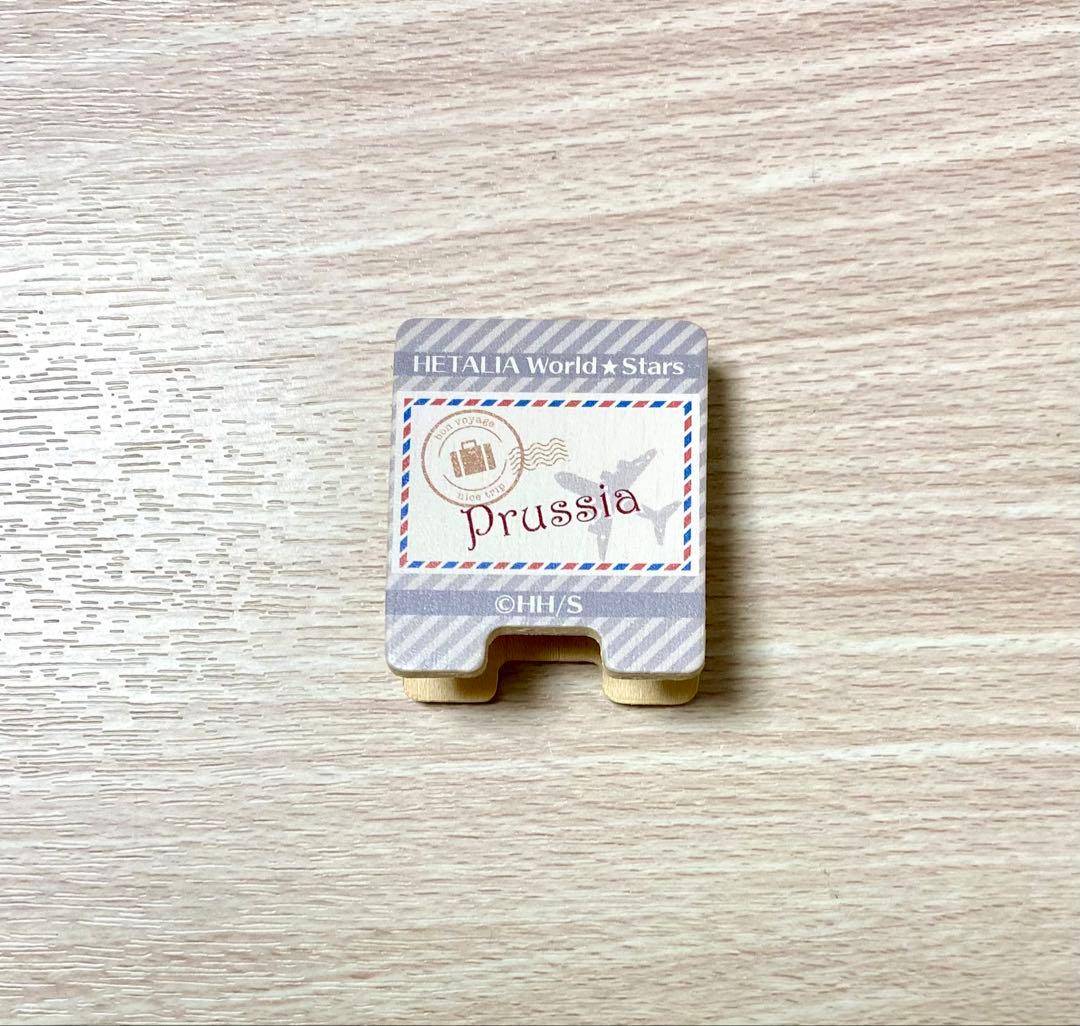 HETALIA World★Stars
bon voyage
nice trip
Prussia
©HH/S